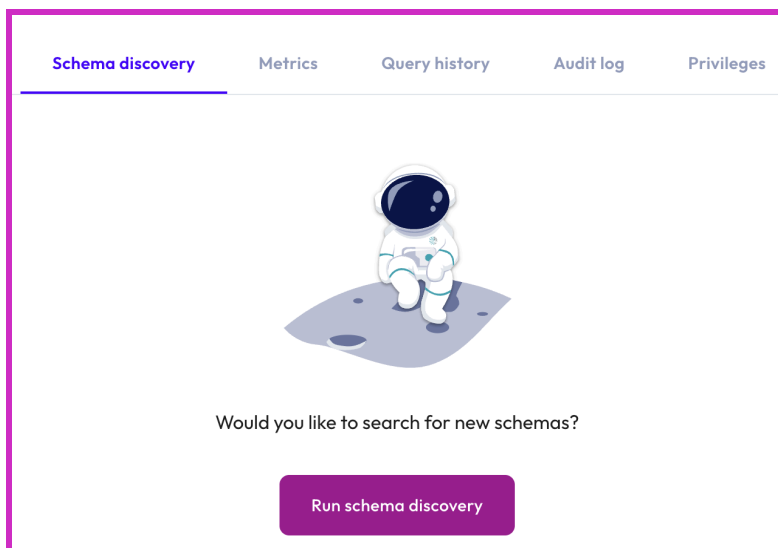 Schema discovery Metrics Query history Audit log Privileges
Would you like to search for new schemas?
Run schema discovery